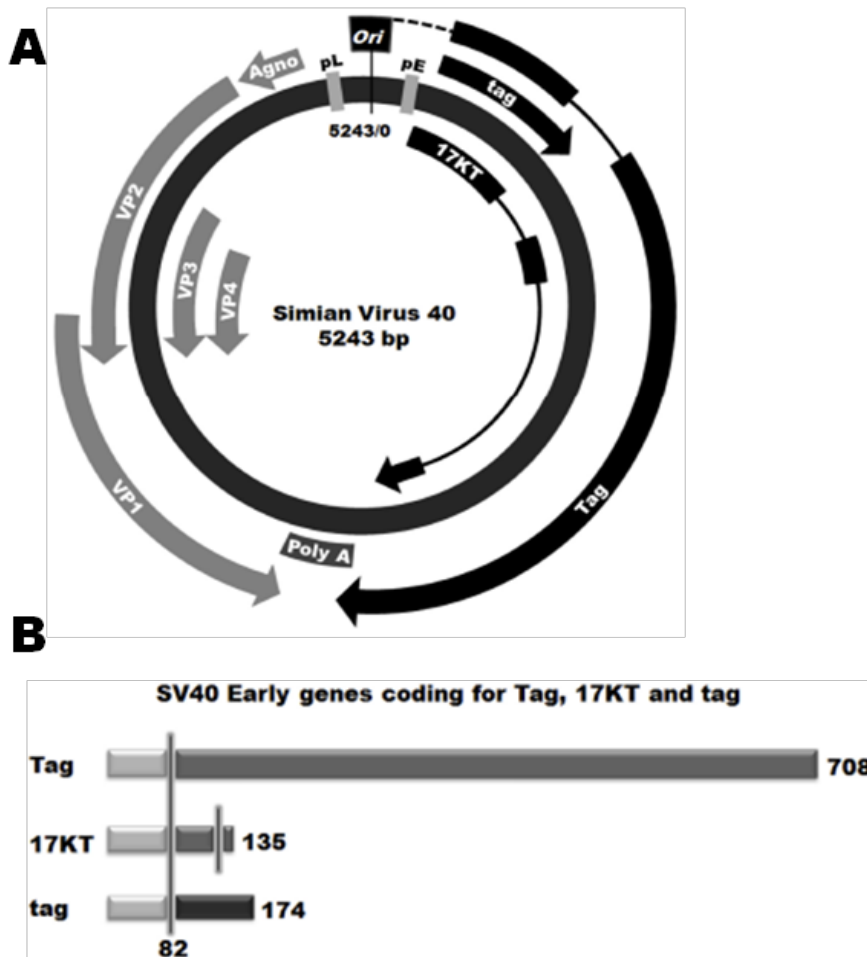 A
Ori
Agno
pL
pE
tag
5243/0
17KT
VP2
VP3
VP4
Simian Virus 40
5243 bp
VP1
Tag
Poly A
B
SV40 Early genes coding for Tag, 17KT and tag
Tag
708
17KT
135
tag
174
82